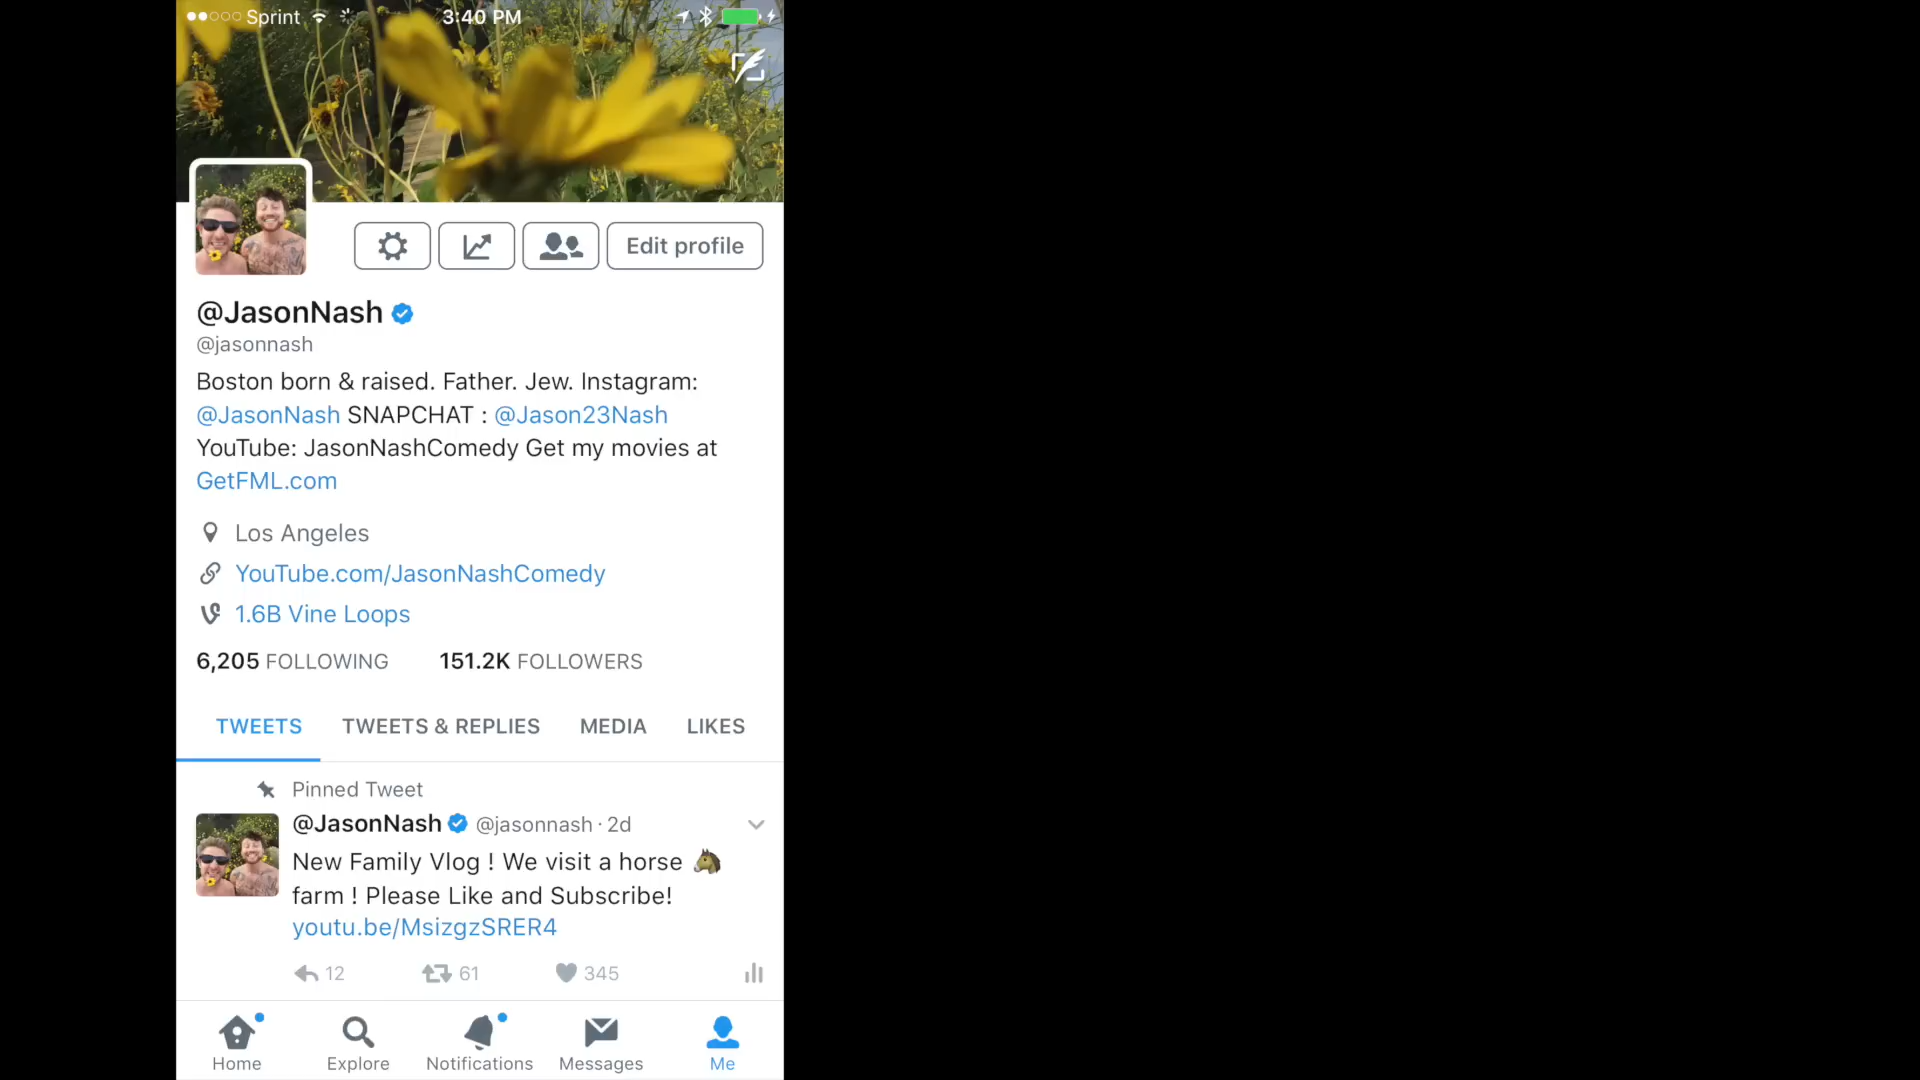 Sprint 3:40 PM
Edit profile
@JasonNash
@jasonnash
Boston born & raised. Father. Jew. Instagram:
@JasonNash SNAPCHAT : @Jason23Nash
YouTube: JasonNashComedy Get my movies at
GetFML.com
Los Angeles
YouTube.com/JasonNashComedy
1.6B Vine Loops
6,205 FOLLOWING 151.2K FOLLOWERS
TWEETS TWEETS & REPLIES MEDIA LIKES
Pinned Tweet
@JasonNash @jasonnash · 2d
New Family Vlog ! We visit a horse 🐴
farm ! Please Like and Subscribe!
youtu.be/MsizgzSRER4
12 61 345
Home Explore Notifications Messages Me